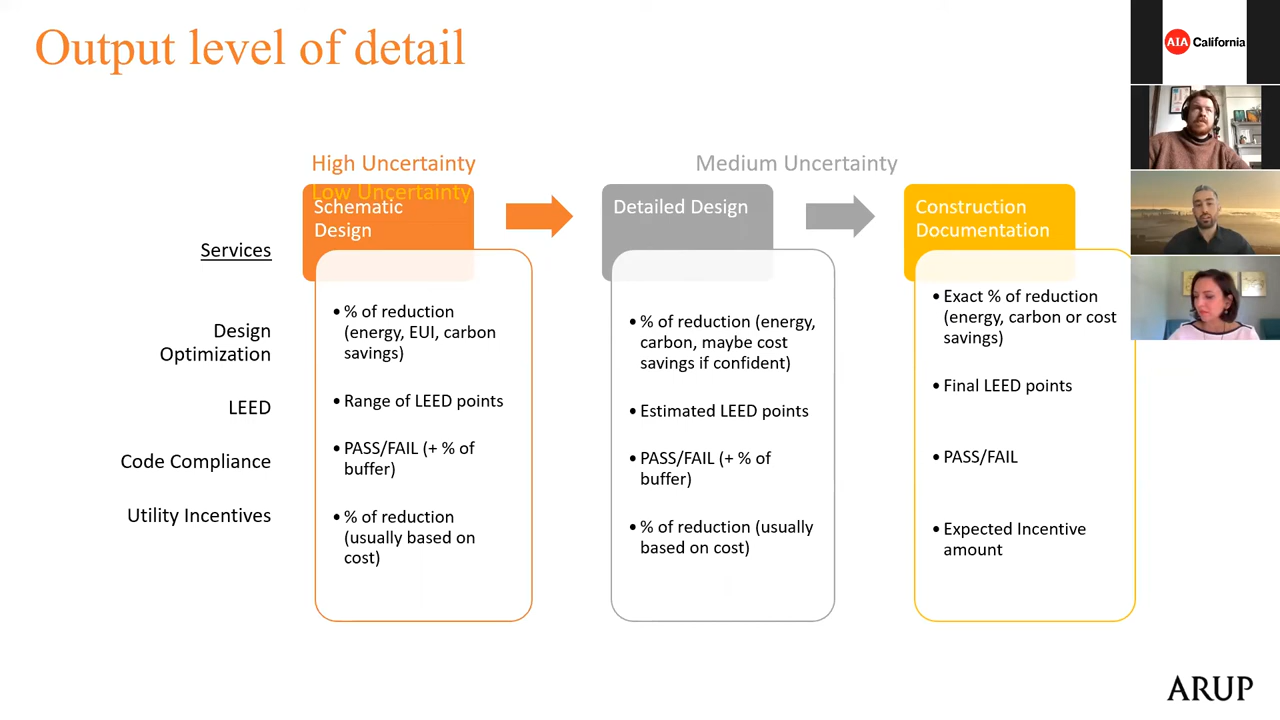 Output level of detail
AIA California
High Uncertainty
Low Uncertainty
Medium Uncertainty
Services
Design
Optimization
LEED
Code Compliance
Utility Incentives
Schematic
Design
• % of reduction
(energy, EUI, carbon
savings)
• Range of LEED points
• PASS/FAIL (+ % of
buffer)
• % of reduction
(usually based on
cost)
Detailed Design
• % of reduction (energy,
carbon, maybe cost
savings if confident)
• Estimated LEED points
• PASS/FAIL (+ % of
buffer)
• % of reduction (usually
based on cost)
Construction
Documentation
• Exact % of reduction
(energy, carbon or cost
savings)
• Final LEED points
• PASS/FAIL
• Expected Incentive
amount
ARUP